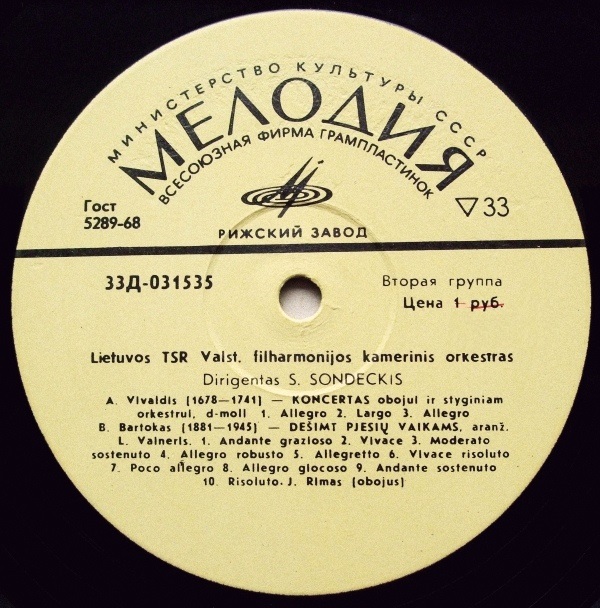 МИНИСТЕРСТВО КУЛЬТУРЫ СССР
МЕЛОДИЯ
ВСЕСОЮЗНАЯ ФИРМА ГРАМПЛАСТИНОК
Гост
5289-68
▽33
РИЖСКИЙ ЗАВОД
33Д-031535
Вторая группа
Цена 1 руб.
Lietuvos TSR Valst. filharmonijos kamerinis orkestras
Dirigentas S. SONDECKIS
A. Vivaldis (1678—1741) — KONCERTAS obojui ir styginiam
orkestrui, d-moll 1. Allegro 2. Largo 3. Allegro
B. Bartokas (1881—1945) — DEŠIMT PJESIŲ VAIKAMS, aranž.
L. Vaineris. 1. Andante grazioso 2. Vivace 3. Moderato
sostenuto 4. Allegro robusto 5. Allegretto 6. Vivace risoluto
7. Poco allegro 8. Allegro giocoso 9. Andante sostenuto
10. Risoluto. J. Rimas (obojus)